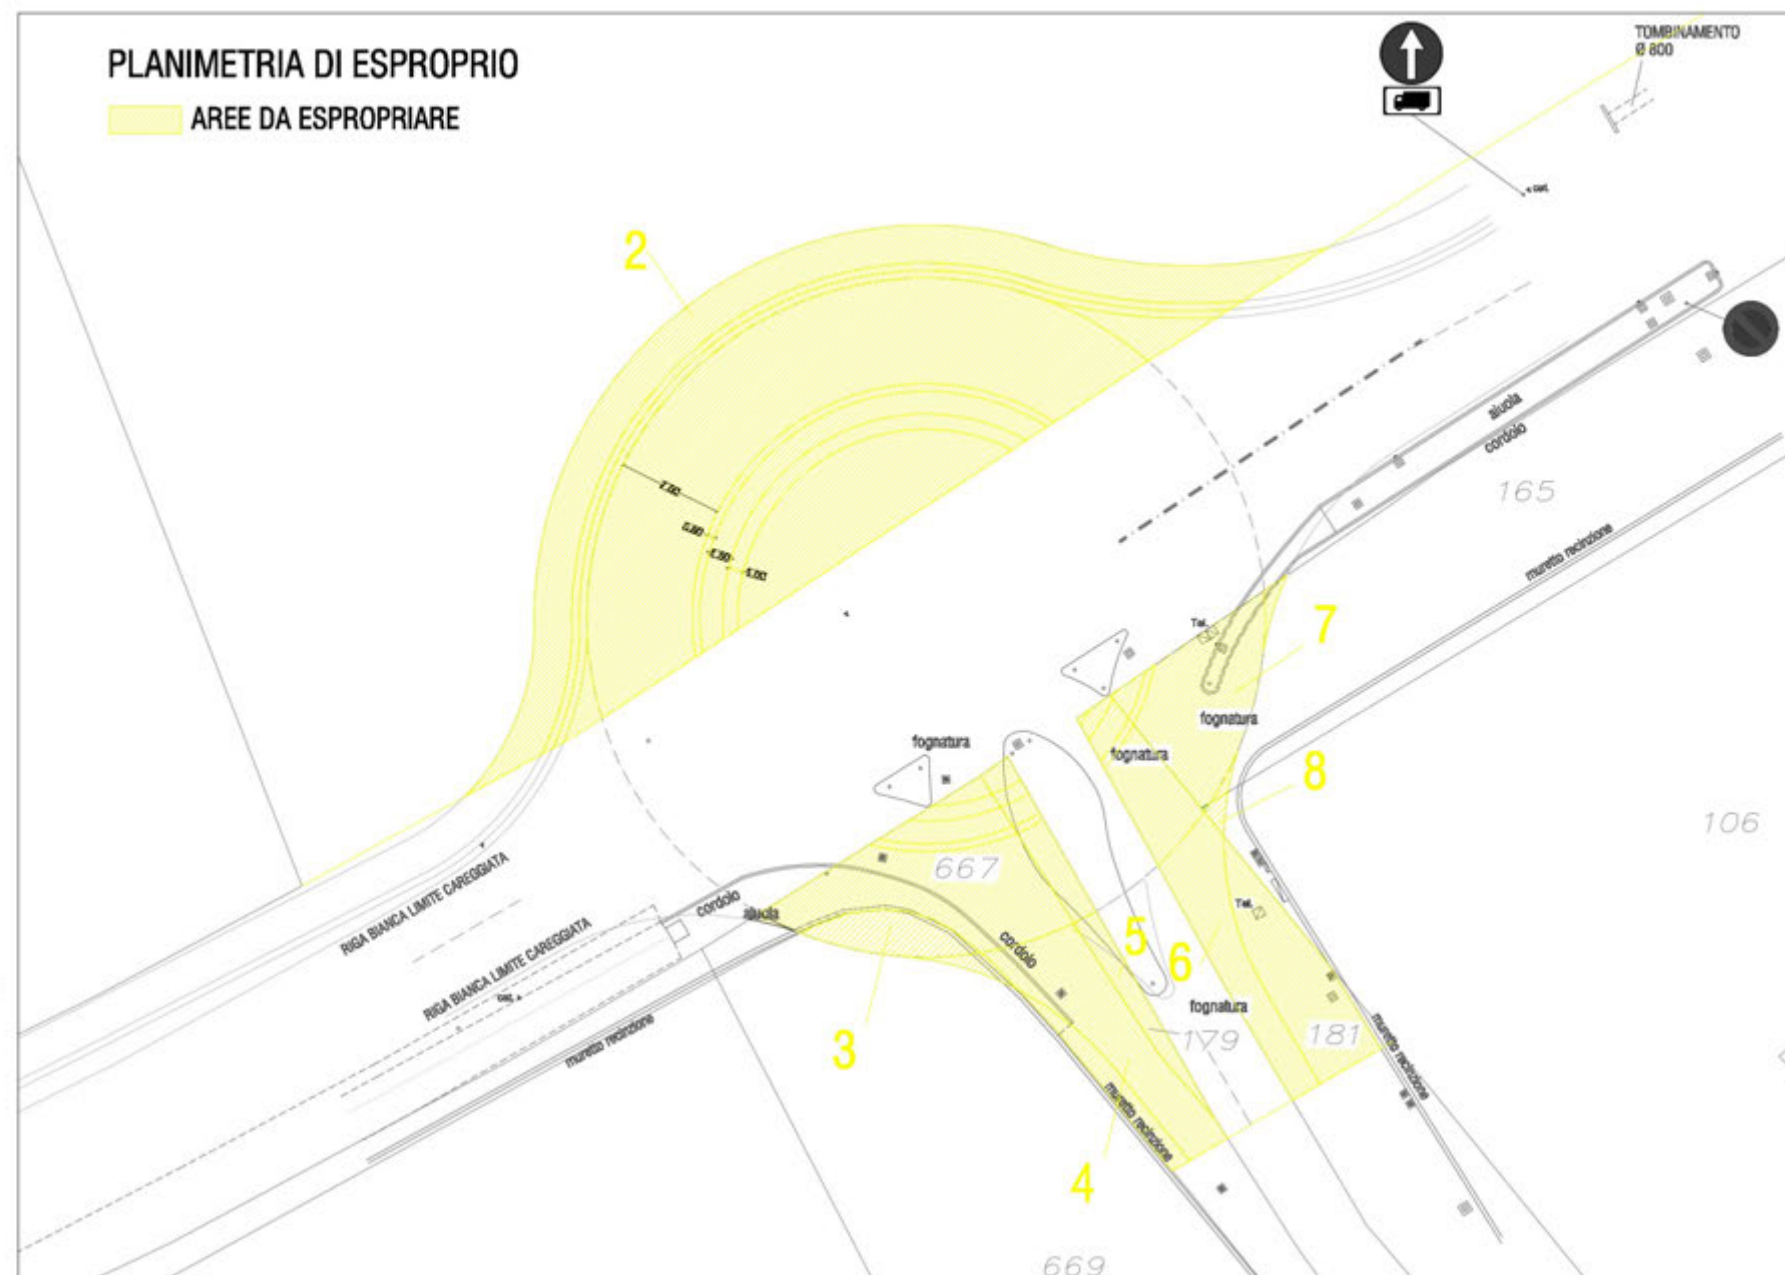 PLANIMETRIA DI ESPROPRIO
AREE DA ESPROPRIARE
TOMBINAMENTO
Ø 800
2
aiuola
cordolo
165
muretto recinzione
Tel.
7
fognatura
fognatura
fognatura
8
106
667
RIGA BIANCA LIMITE CAREGGIATA
cordolo
aiuola
Tel.
RIGA BIANCA LIMITE CAREGGIATA
cordolo
5
6
fognatura
179
181
muretto recinzione
muretto recinzione
3
muretto recinzione
4
669